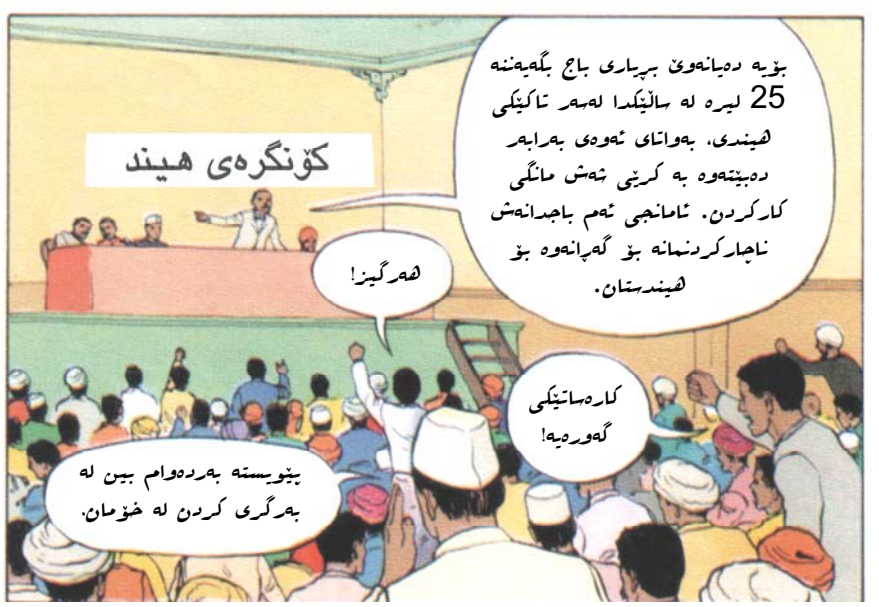 بۆیە دەیانەوێ بڕیاری باج بگەیەننە
25 لیرە لە ساڵێکدا لەسەر تاکێکی
هیندی، بەواتای ئەوەی بەرابەر
دەبێتەوە بە کرێی شەش مانگی
کارکردن. ئامانجی ئەم باجدانەش
ناچارکردنمانە بۆ گەڕانەوە بۆ
هیندستان.
کۆنگرەی هیند
هەرگیز!
کارەساتێکی
گەورەیە!
پێویستە بەردەوام بین لە
بەرگری کردن لە خۆمان.